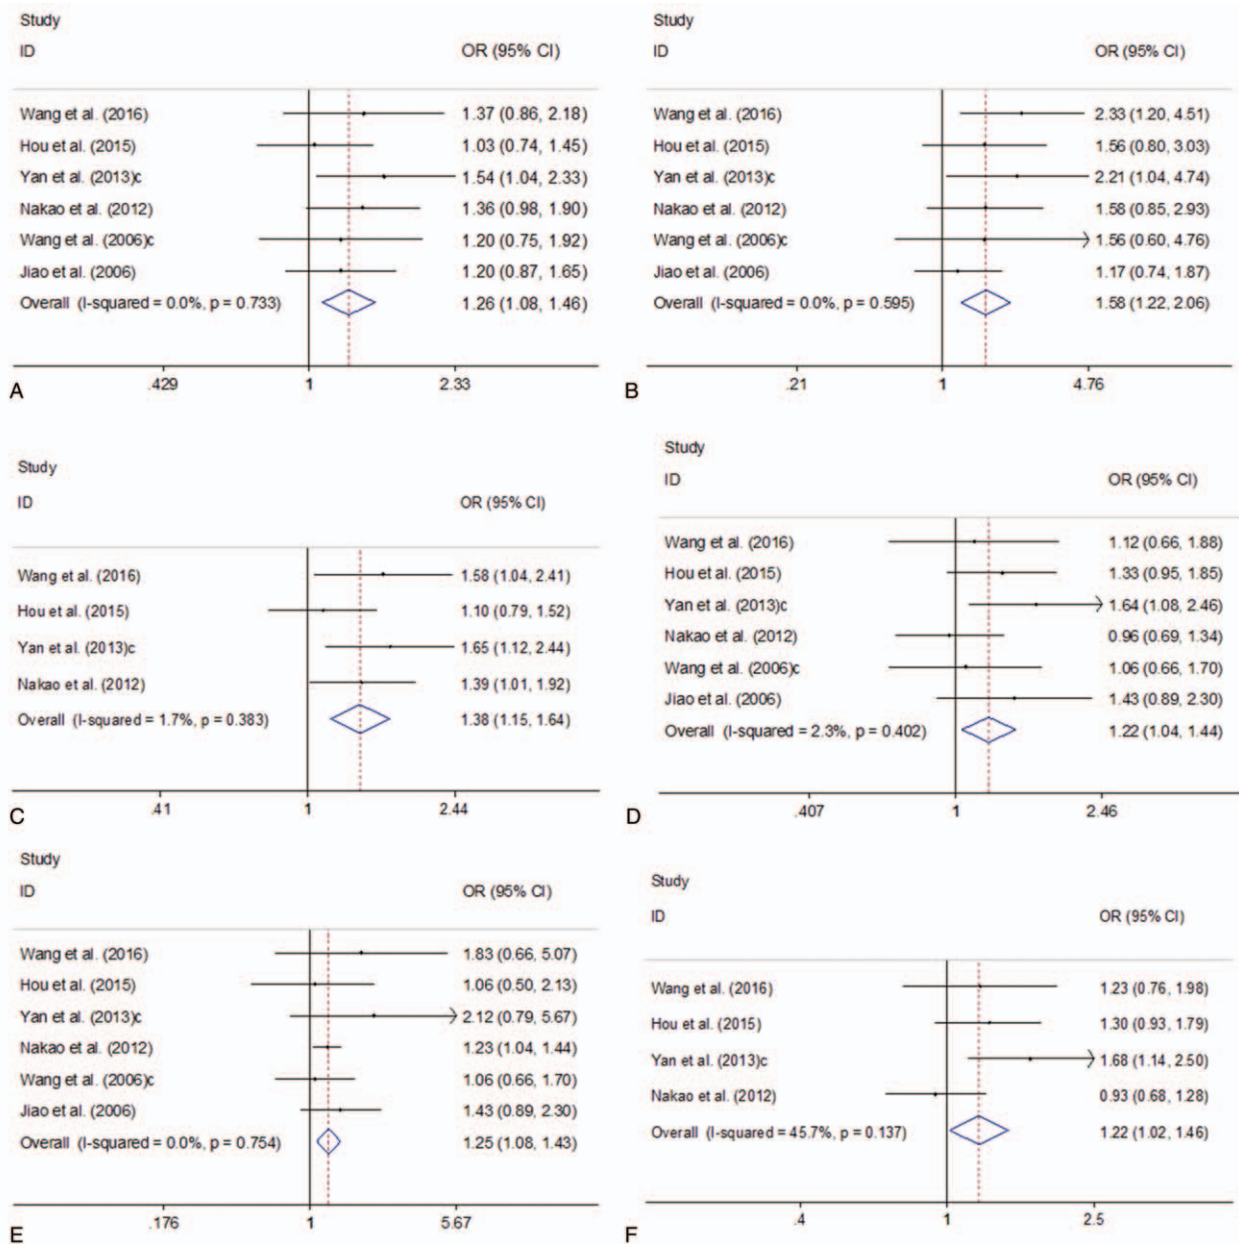 Study
ID OR (95% CI)
Wang et al. (2016) 1.37 (0.86, 2.18)
Hou et al. (2015) 1.03 (0.74, 1.45)
Yan et al. (2013)c 1.54 (1.04, 2.33)
Nakao et al. (2012) 1.36 (0.98, 1.90)
Wang et al. (2006)c 1.20 (0.75, 1.92)
Jiao et al. (2006) 1.20 (0.87, 1.65)
Overall (I-squared = 0.0%, p = 0.733) 1.26 (1.08, 1.46)
.429 1 2.33
A
Study
ID OR (95% CI)
Wang et al. (2016) 2.33 (1.20, 4.51)
Hou et al. (2015) 1.56 (0.80, 3.03)
Yan et al. (2013)c 2.21 (1.04, 4.74)
Nakao et al. (2012) 1.58 (0.85, 2.93)
Wang et al. (2006)c 1.56 (0.60, 4.76)
Jiao et al. (2006) 1.17 (0.74, 1.87)
Overall (I-squared = 0.0%, p = 0.595) 1.58 (1.22, 2.06)
.21 1 4.76
B
Study
ID OR (95% CI)
Wang et al. (2016) 1.58 (1.04, 2.41)
Hou et al. (2015) 1.10 (0.79, 1.52)
Yan et al. (2013)c 1.65 (1.12, 2.44)
Nakao et al. (2012) 1.39 (1.01, 1.92)
Overall (I-squared = 1.7%, p = 0.383) 1.38 (1.15, 1.64)
.41 1 2.44
C
Study
ID OR (95% CI)
Wang et al. (2016) 1.12 (0.66, 1.88)
Hou et al. (2015) 1.33 (0.95, 1.85)
Yan et al. (2013)c 1.64 (1.08, 2.46)
Nakao et al. (2012) 0.96 (0.69, 1.34)
Wang et al. (2006)c 1.06 (0.66, 1.70)
Jiao et al. (2006) 1.43 (0.89, 2.30)
Overall (I-squared = 2.3%, p = 0.402) 1.22 (1.04, 1.44)
.407 1 2.46
D
Study
ID OR (95% CI)
Wang et al. (2016) 1.83 (0.66, 5.07)
Hou et al. (2015) 1.06 (0.50, 2.13)
Yan et al. (2013)c 2.12 (0.79, 5.67)
Nakao et al. (2012) 1.23 (1.04, 1.44)
Wang et al. (2006)c 1.06 (0.66, 1.70)
Jiao et al. (2006) 1.43 (0.89, 2.30)
Overall (I-squared = 0.0%, p = 0.754) 1.25 (1.08, 1.43)
.176 1 5.67
E
Study
ID OR (95% CI)
Wang et al. (2016) 1.23 (0.76, 1.98)
Hou et al. (2015) 1.30 (0.93, 1.79)
Yan et al. (2013)c 1.68 (1.14, 2.50)
Nakao et al. (2012) 0.93 (0.68, 1.28)
Overall (I-squared = 45.7%, p = 0.137) 1.22 (1.02, 1.46)
.4 1 2.5
F